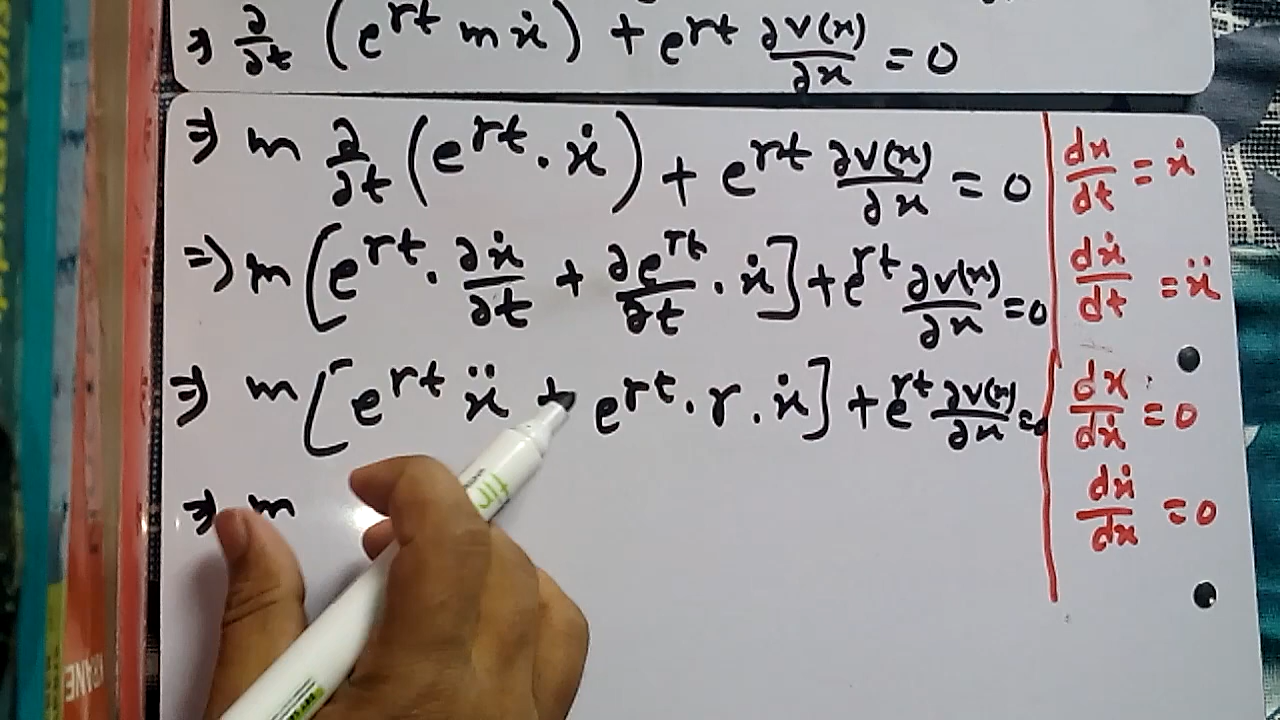 ⇒ ∂/∂t (e^rt mẋ) + e^rt ∂V(x)/∂x = 0
⇒ m ∂/∂t (e^rt · ẋ) + e^rt ∂V(x)/∂x = 0
⇒ m [e^rt · ∂ẋ/∂t + ∂e^rt/∂t · ẋ] + e^rt ∂V(x)/∂x = 0
⇒ m [e^rt ẍ + e^rt · r · ẋ] + e^rt ∂V(x)/∂x = 0
⇒ m
dx/dt = ẋ
dẋ/dt = ẍ
dx/dẋ = 0
dẋ/dx = 0